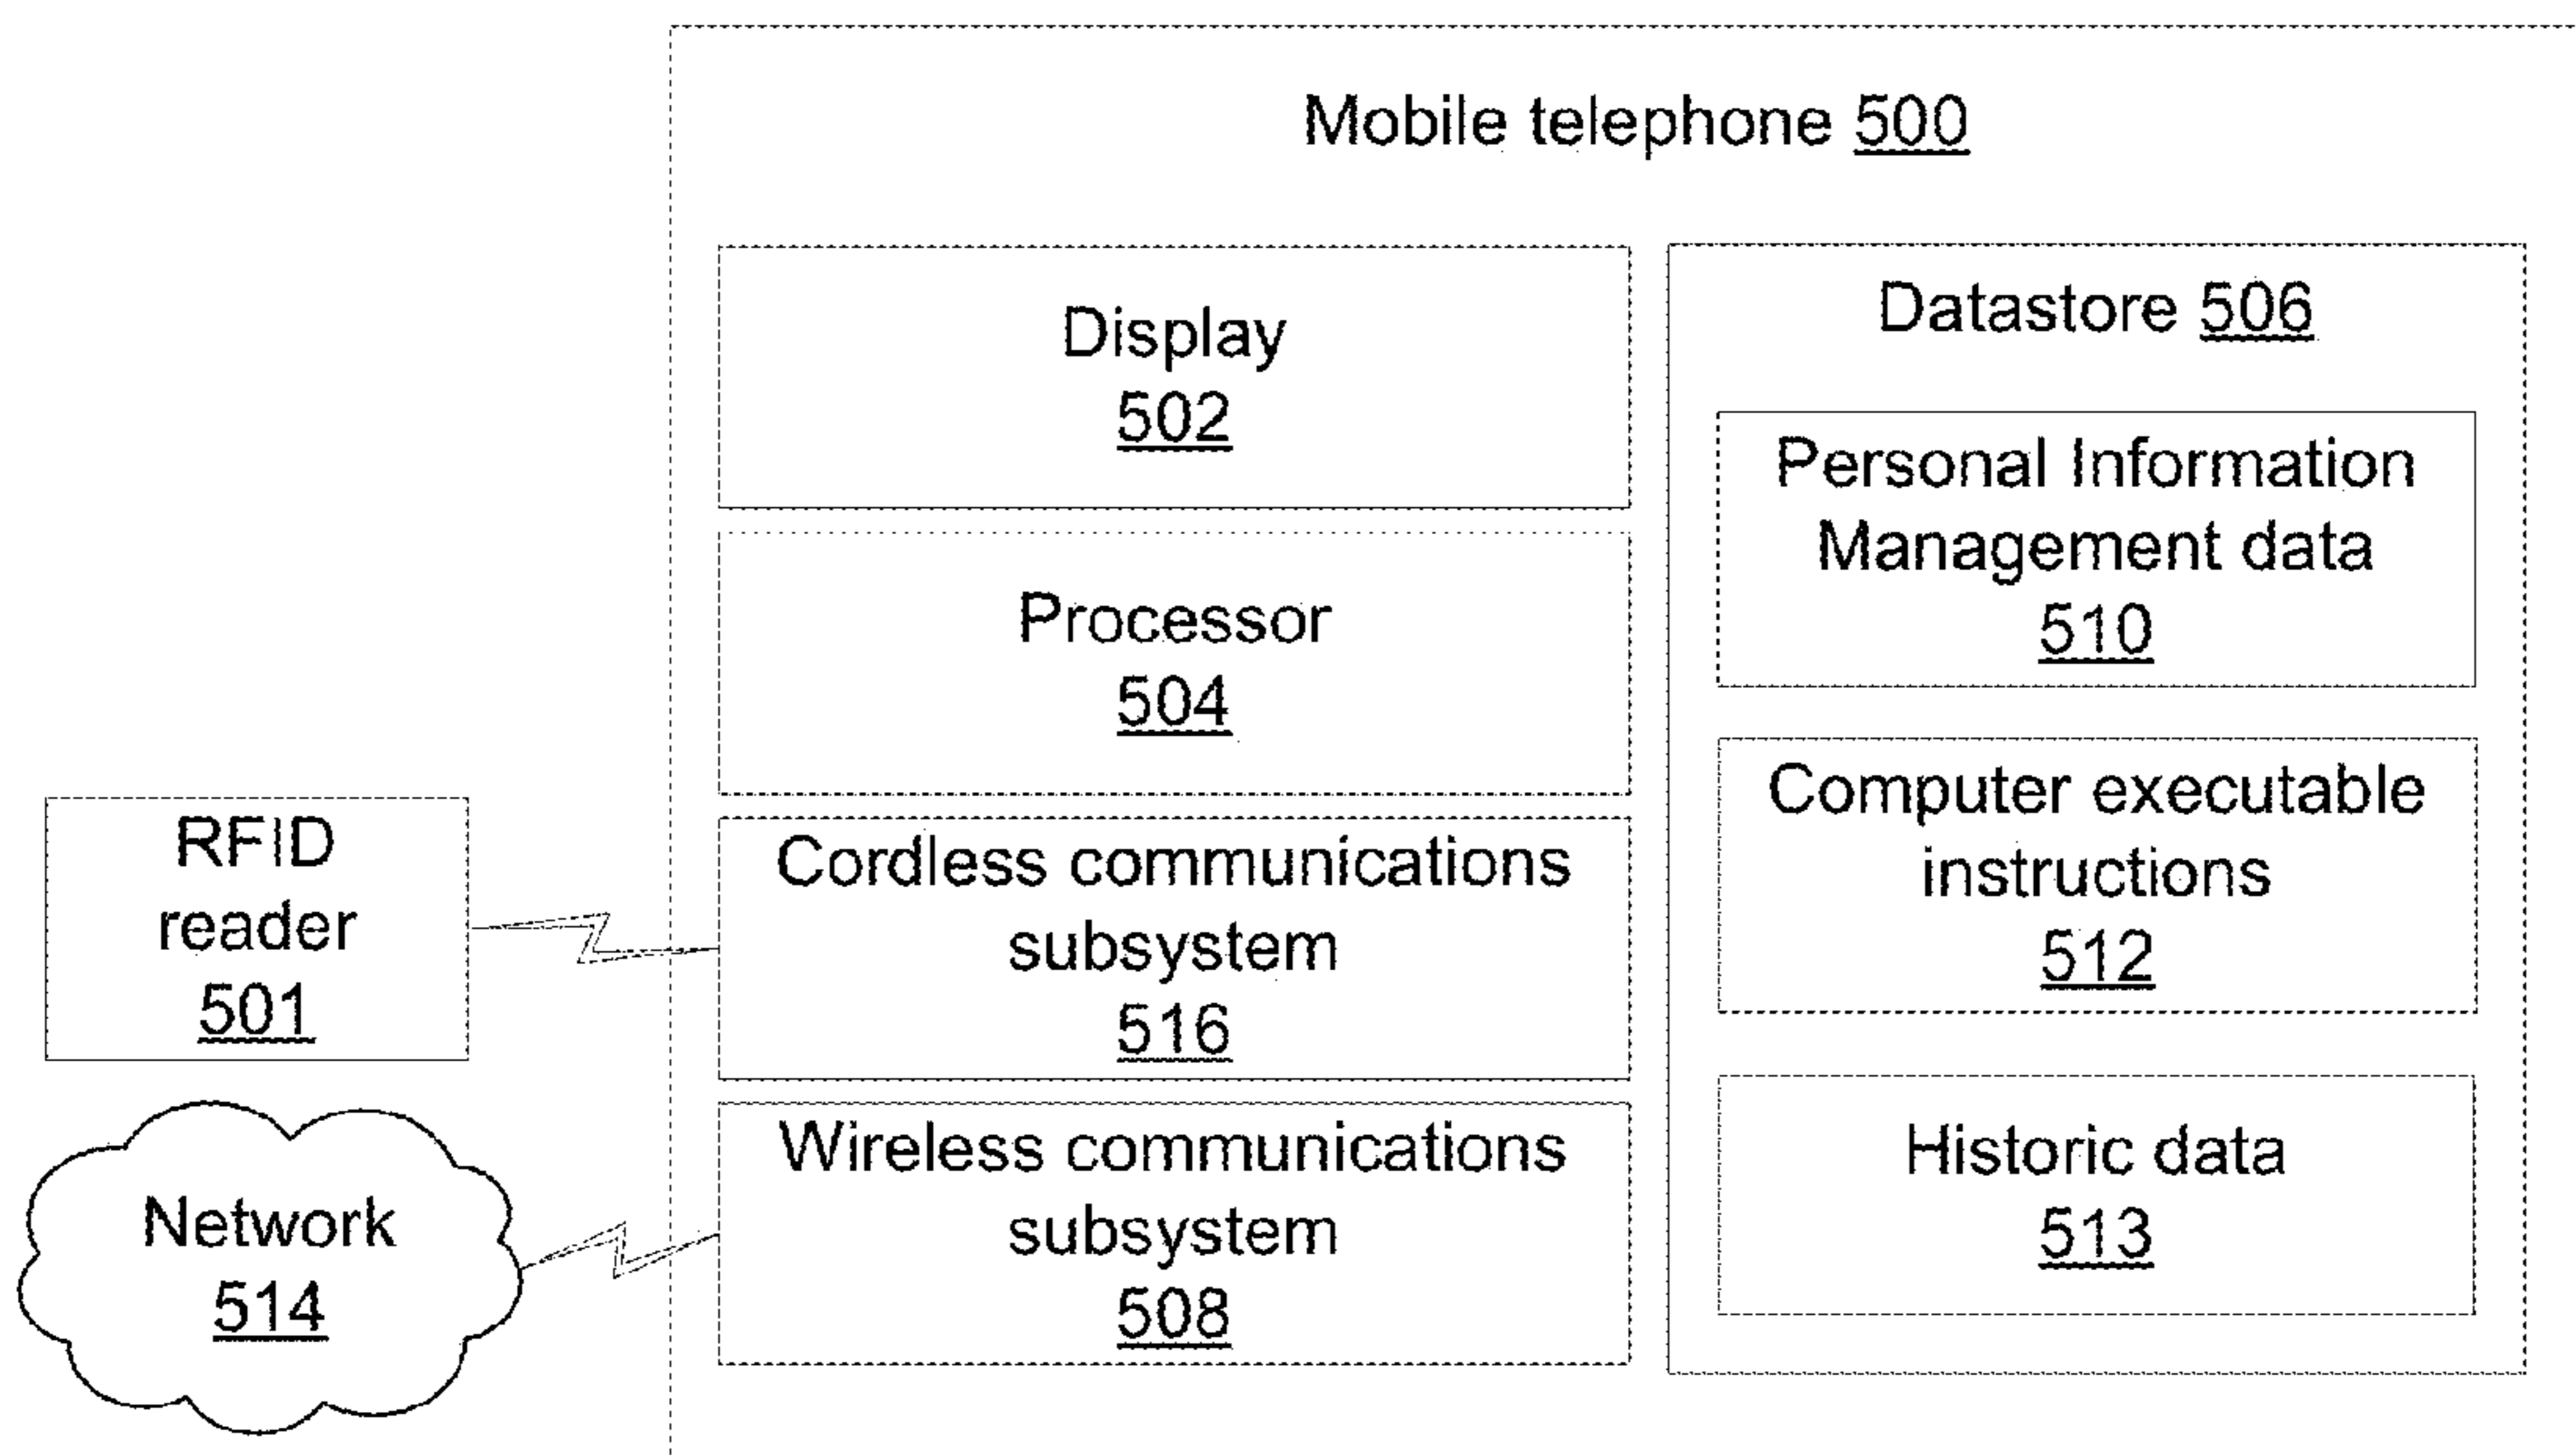 Mobile telephone 500
Display
502
Processor
504
Cordless communications
subsystem
516
Wireless communications
subsystem
508
Datastore 506
Personal Information
Management data
510
Computer executable
instructions
512
Historic data
513
RFID
reader
501
Network
514